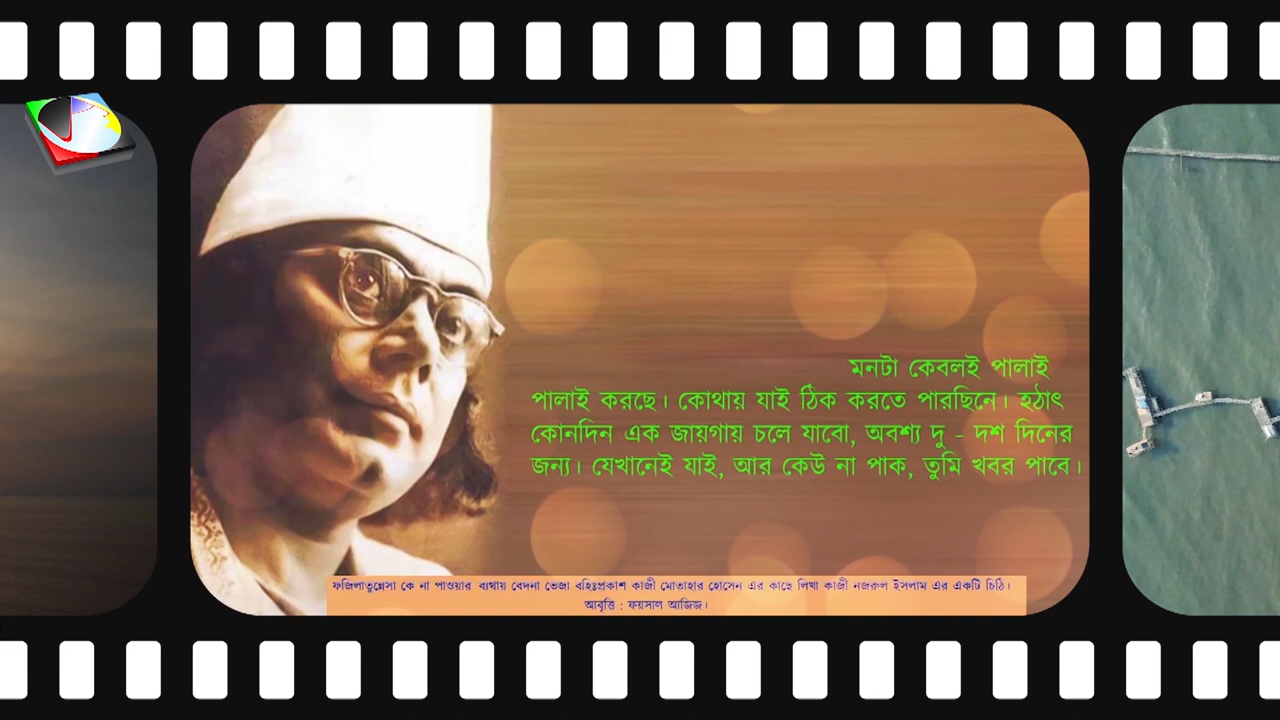 মনটা কেবলই পালাই
পালাই করছে। কোথায় যাই ঠিক করতে পারছিনে। হঠাৎ
কোনদিন এক জায়গায় চলে যাবো, অবশ্য দু - দশ দিনের
জন্য। যেখানেই যাই, আর কেউ না পাক, তুমি খবর পাবে।
ফজিলাতুন্নেসা কে না পাওয়ার ব্যথায় বেদনা ভেজা বহিঃপ্রকাশ কাজী মোতাহার হোসেন এর কাছে লিখা কাজী নজরুল ইসলাম এর একটি চিঠি।
আবৃত্তি : ফয়সাল আজিজ।